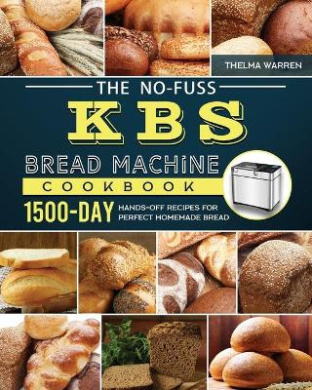 THELMA WARREN
THE NO-FUSS
KBS
BREAD MACHINE
COOKBOOK
1500-DAY
HANDS-OFF RECIPES FOR
PERFECT HOMEMADE BREAD